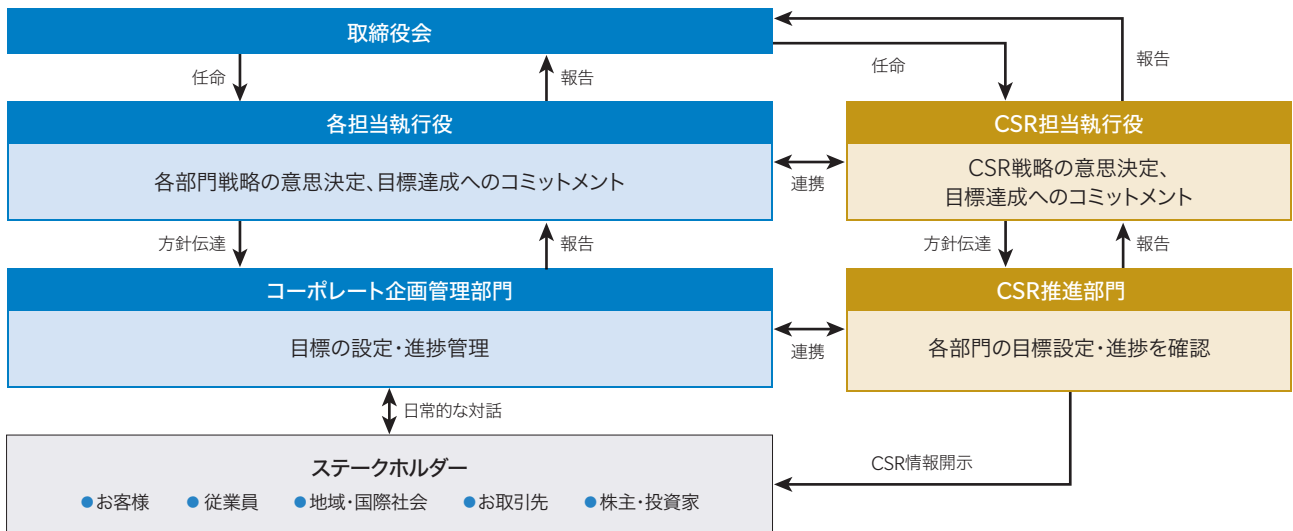 取締役会
任命
報告
任命
報告
各担当執行役
各部門戦略の意思決定、目標達成へのコミットメント
連携
CSR担当執行役
CSR戦略の意思決定、
目標達成へのコミットメント
方針伝達
報告
方針伝達
報告
コーポレート企画管理部門
目標の設定・進捗管理
連携
CSR推進部門
各部門の目標設定・進捗を確認
日常的な対話
CSR情報開示
ステークホルダー
●お客様 ●従業員 ●地域・国際社会 ●お取引先 ●株主・投資家